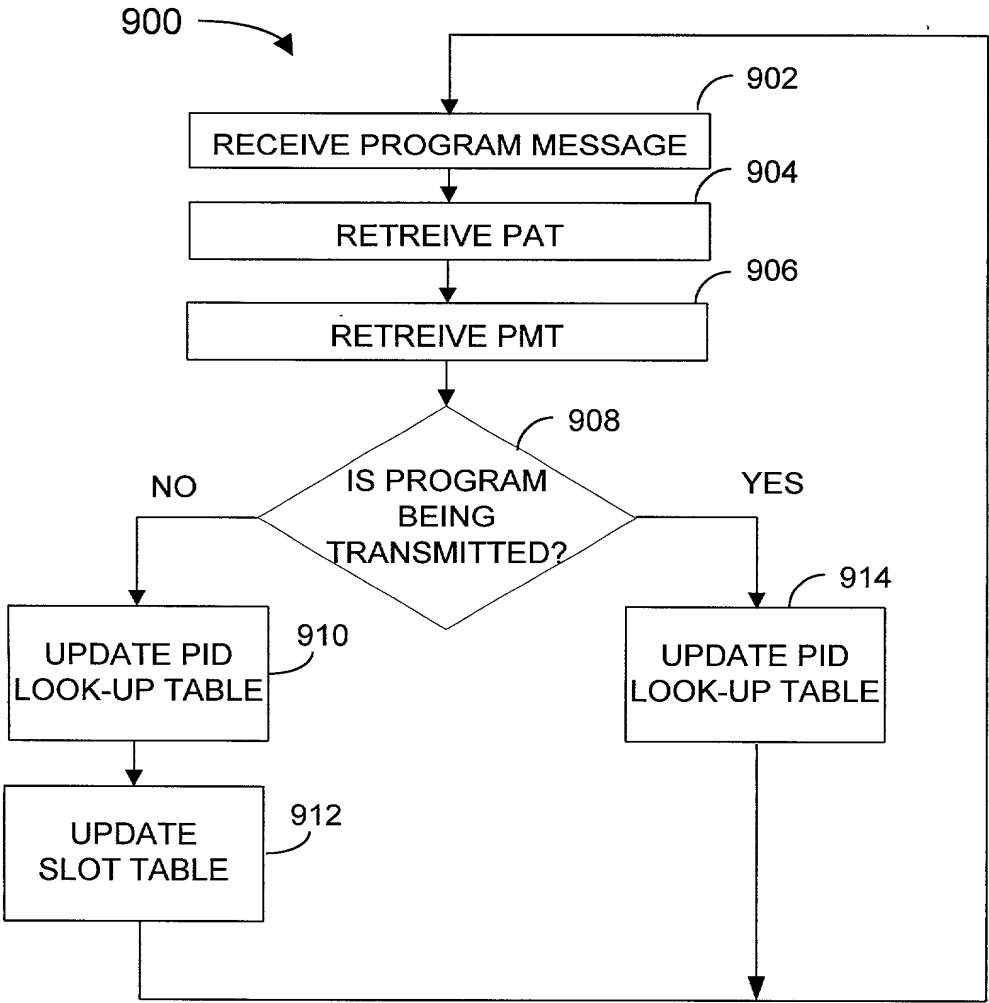 900
902
RECEIVE PROGRAM MESSAGE
904
RETREIVE PAT
906
RETREIVE PMT
908
IS PROGRAM
BEING
TRANSMITTED?
NO
YES
910
UPDATE PID
LOOK-UP TABLE
914
UPDATE PID
LOOK-UP TABLE
912
UPDATE
SLOT TABLE